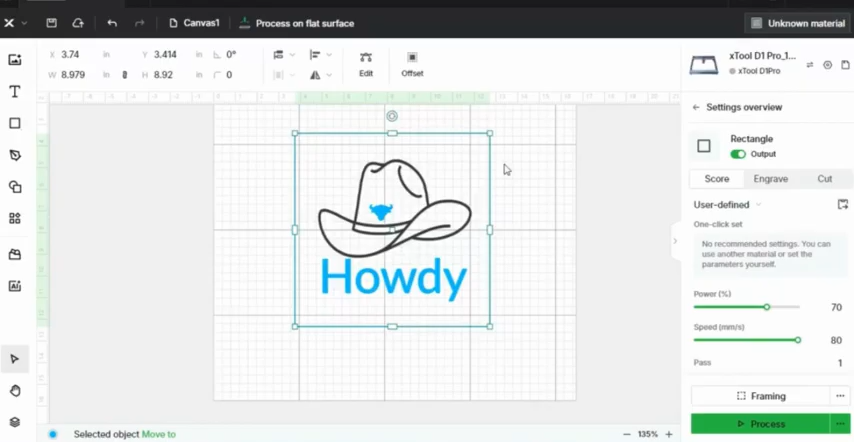 Canvas1
Process on flat surface
Unknown material
X 3.74 in
Y 3.414 in
0°
W 8.979 in
H 8.92 in
0
Edit
Offset
xTool D1 Pro_1...
xTool D1Pro
Settings overview
Rectangle
Output
Score
Engrave
Cut
User-defined
One-click set
No recommended settings. You can
use another material or set the
parameters yourself.
Power (%)
70
Speed (mm/s)
80
Pass
1
Framing
Process
Howdy
AI
Selected object Move to
135%